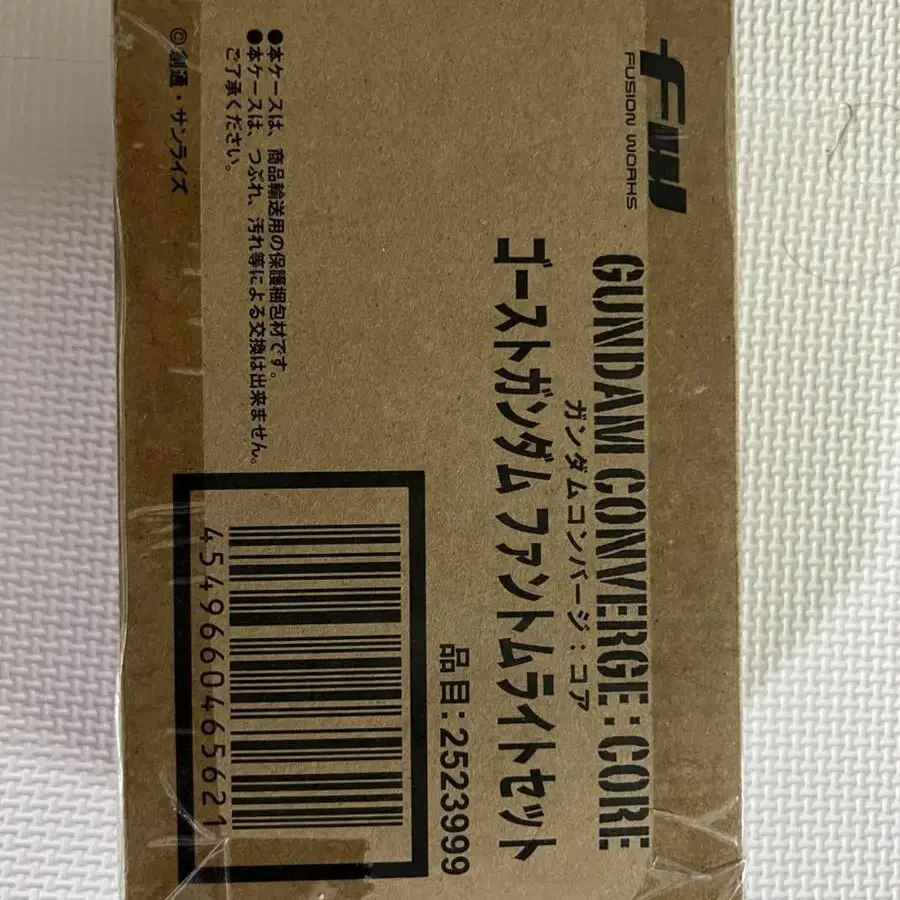 FW
FUSION WORKS
GUNDAM CONVERGE:CORE
ガンダムコンバージ:コア
ゴーストガンダム ファントムライトセット
品目:2523999
4549660465621
●本ケースは、商品輸送用の保護梱包材です。
●本ケースは、つぶれ、汚れ等による交換は出来ません。
ご了承ください。
©創通・サンライズ